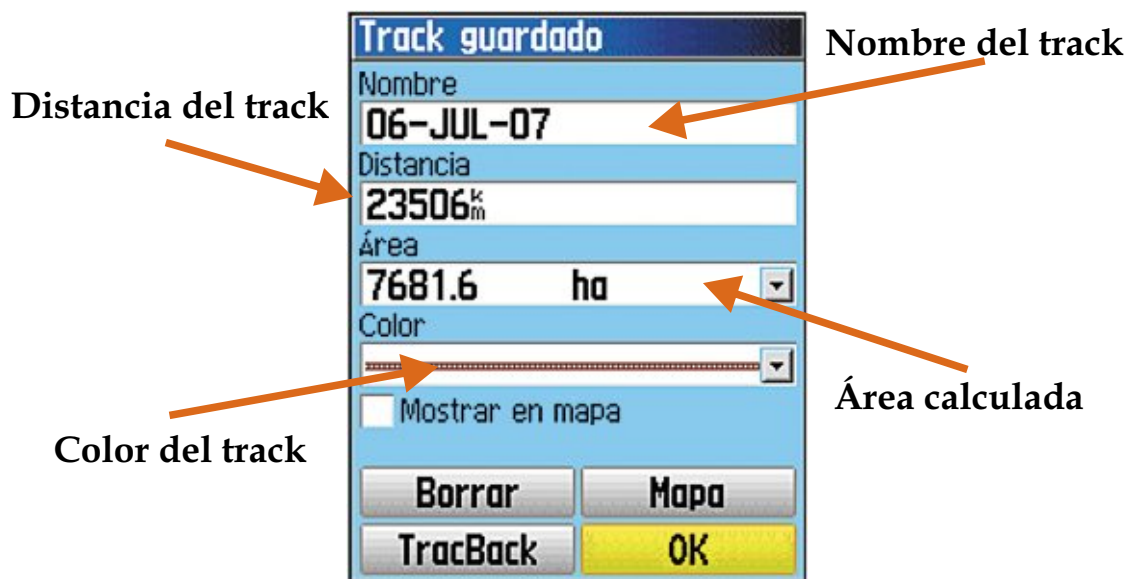 Track guardado
Nombre del track
Nombre
Distancia del track
06-JUL-07
Distancia
23506km
Área
7681.6 ha
Color
Área calculada
Mostrar en mapa
Color del track
Borrar
Mapa
TracBack
OK